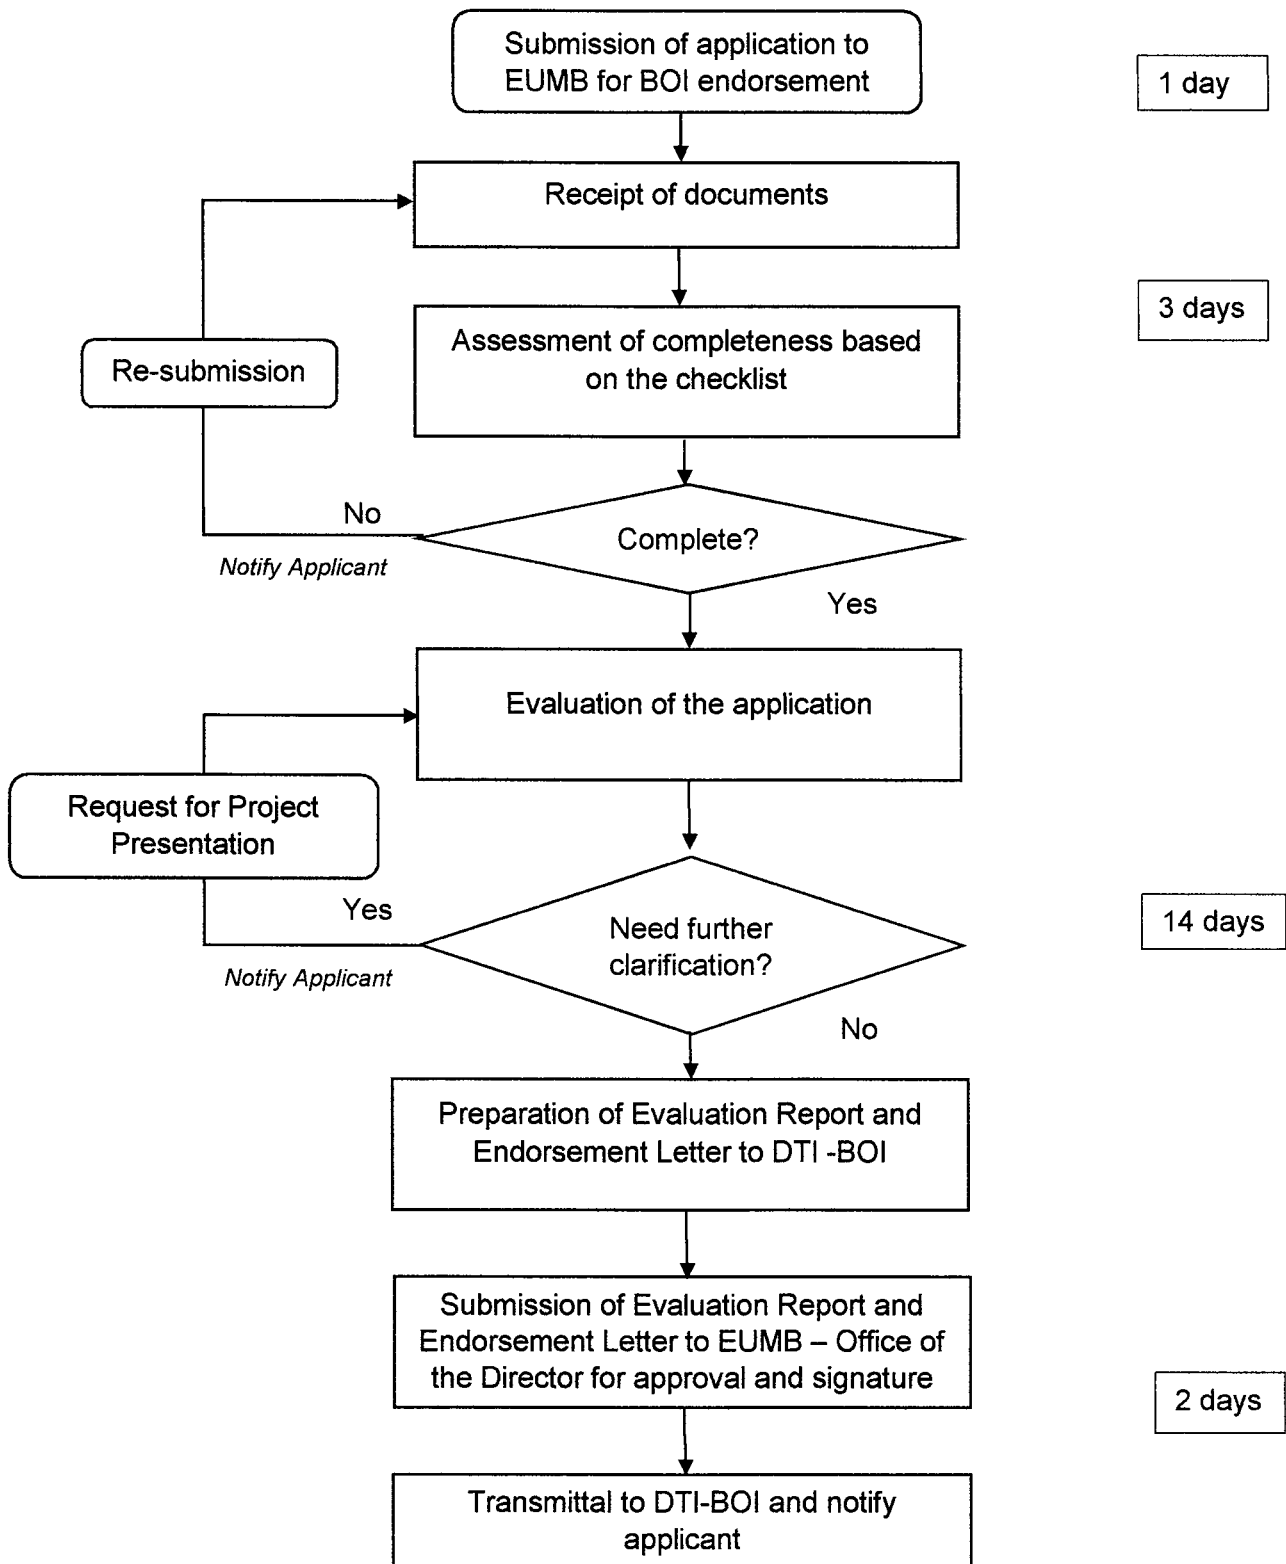 Submission of application to
EUMB for BOI endorsement
1 day
Receipt of documents
3 days
Assessment of completeness based
on the checklist
Re-submission
No
Complete?
Notify Applicant
Yes
Evaluation of the application
Request for Project
Presentation
Yes
14 days
Need further
clarification?
Notify Applicant
No
Preparation of Evaluation Report and
Endorsement Letter to DTI -BOI
Submission of Evaluation Report and
Endorsement Letter to EUMB – Office of
the Director for approval and signature
2 days
Transmittal to DTI-BOI and notify
applicant